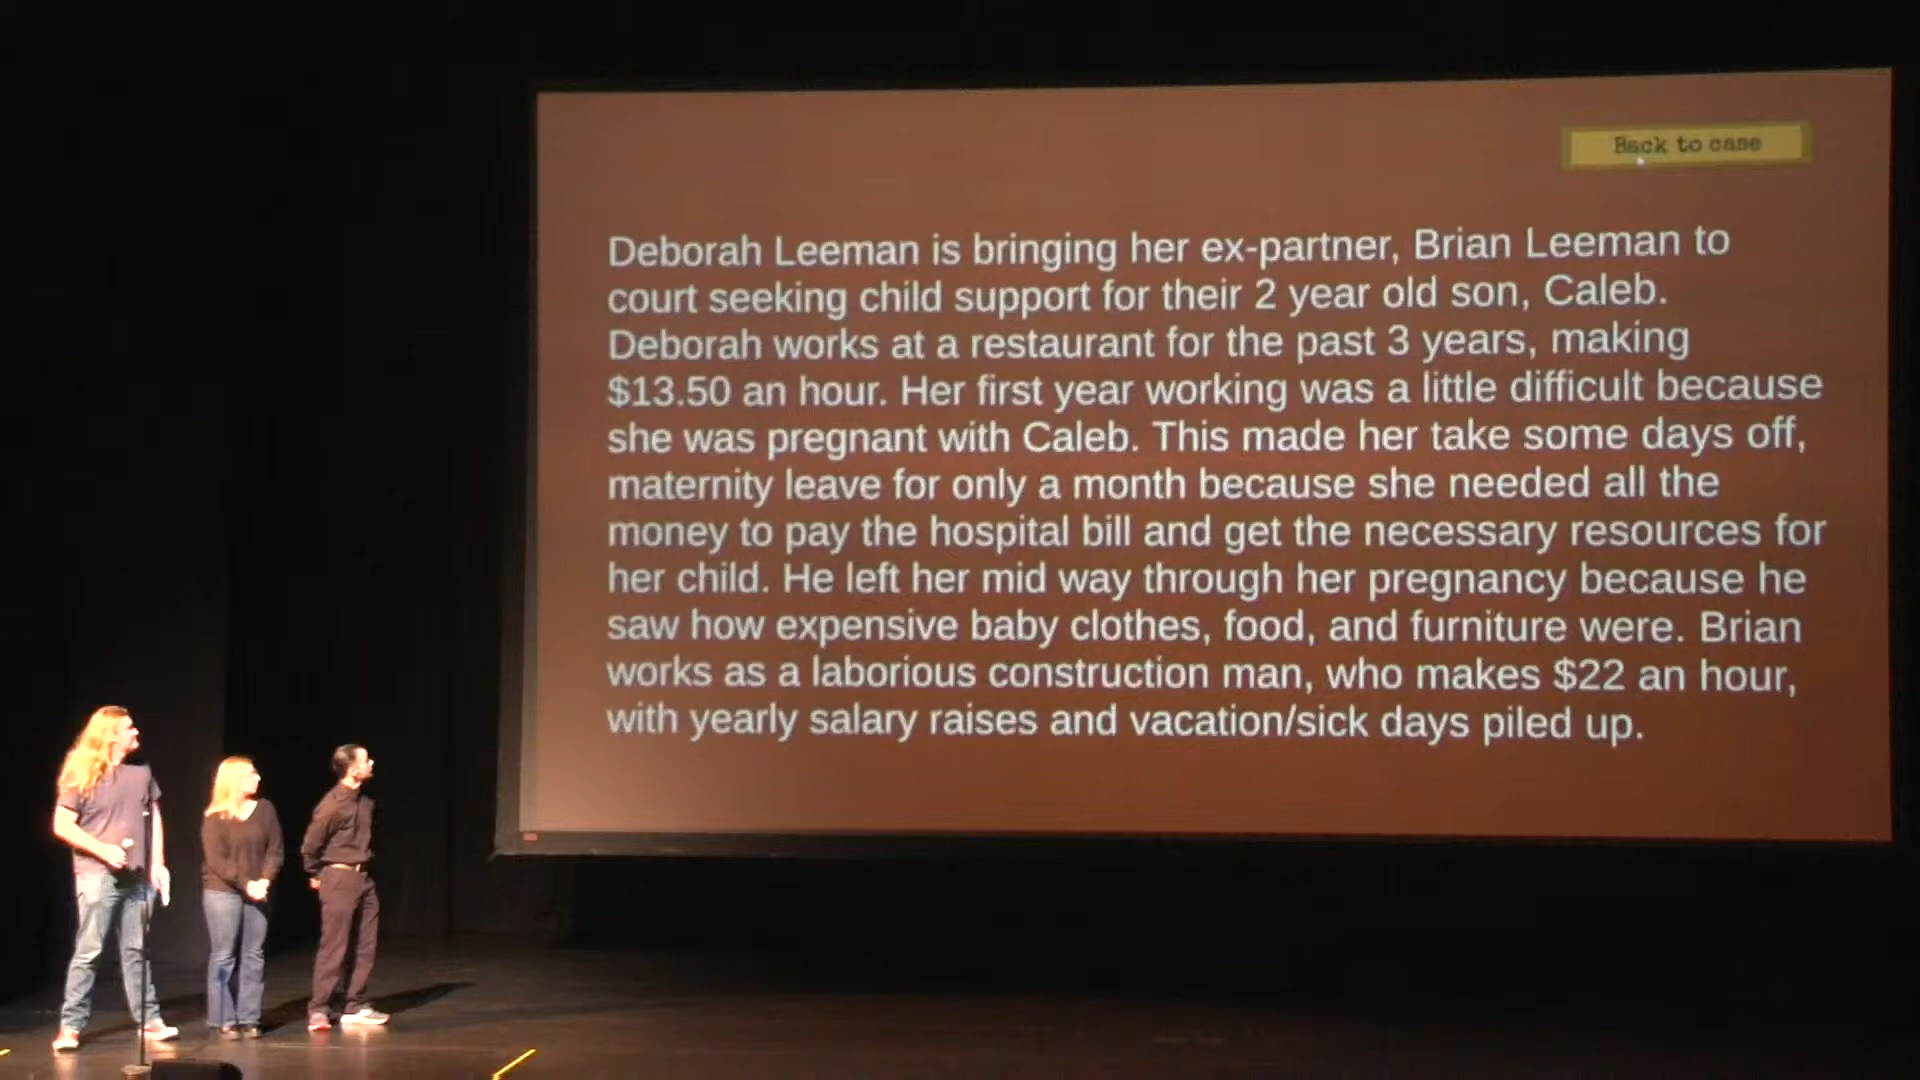 Back to case
Deborah Leeman is bringing her ex-partner, Brian Leeman to
court seeking child support for their 2 year old son, Caleb.
Deborah works at a restaurant for the past 3 years, making
$13.50 an hour. Her first year working was a little difficult because
she was pregnant with Caleb. This made her take some days off,
maternity leave for only a month because she needed all the
money to pay the hospital bill and get the necessary resources for
her child. He left her mid way through her pregnancy because he
saw how expensive baby clothes, food, and furniture were. Brian
works as a laborious construction man, who makes $22 an hour,
with yearly salary raises and vacation/sick days piled up.